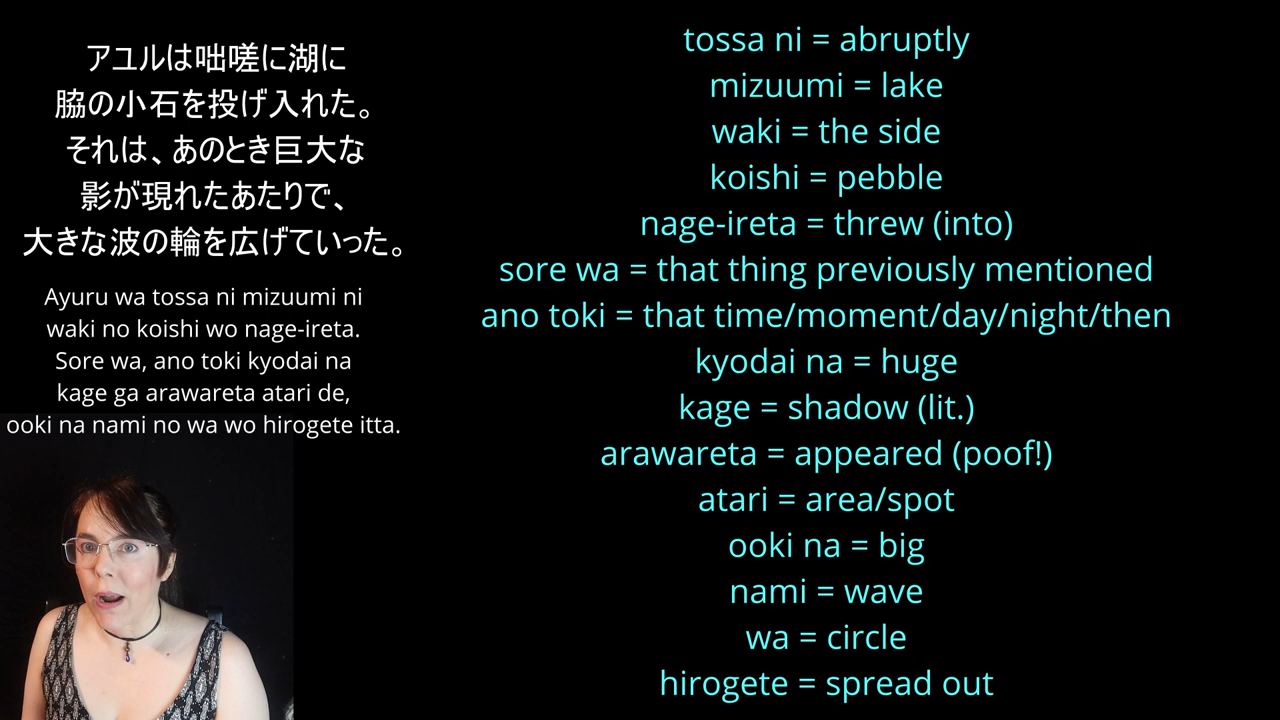 アユルは咄嗟に湖に
脇の小石を投げ入れた。
それは、あのとき巨大な
影が現れたあたりで、
大きな波の輪を広げていった。
Ayuru wa tossa ni mizuumi ni
waki no koishi wo nage-ireta.
Sore wa, ano toki kyodai na
kage ga arawareta atari de,
ooki na nami no wa wo hirogete itta.
tossa ni = abruptly
mizuumi = lake
waki = the side
koishi = pebble
nage-ireta = threw (into)
sore wa = that thing previously mentioned
ano toki = that time/moment/day/night/then
kyodai na = huge
kage = shadow (lit.)
arawareta = appeared (poof!)
atari = area/spot
ooki na = big
nami = wave
wa = circle
hirogete = spread out